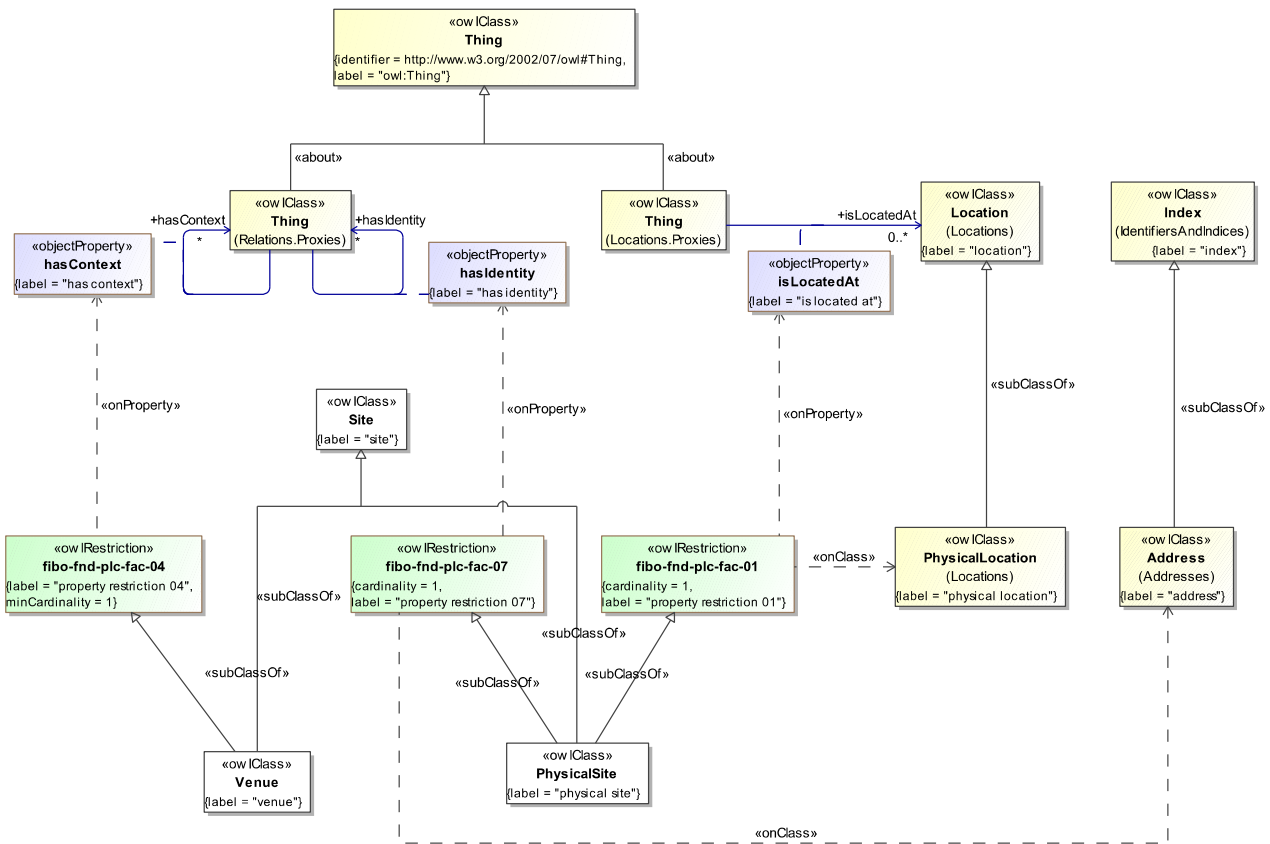 «owlClass»
Thing
{identifier = http://www.w3.org/2002/07/owl#Thing,
label = "owl:Thing"}
«about»
«about»
«owlClass»
Thing
(Relations.Proxies)
+hasContext
*
+hasIdentity
*
«owlClass»
Thing
(Locations.Proxies)
+isLocatedAt
0..*
«owlClass»
Location
(Locations)
{label = "location"}
«owlClass»
Index
(IdentifiersAndIndices)
{label = "index"}
«objectProperty»
hasContext
{label = "has context"}
«objectProperty»
hasIdentity
{label = "has identity"}
«objectProperty»
isLocatedAt
{label = "is located at"}
«onProperty»
«onProperty»
«onProperty»
«subClassOf»
«subClassOf»
«owlClass»
Site
{label = "site"}
«owlRestriction»
fibo-fnd-plc-fac-04
{label = "property restriction 04",
minCardinality = 1}
«owlRestriction»
fibo-fnd-plc-fac-07
{cardinality = 1,
label = "property restriction 07"}
«owlRestriction»
fibo-fnd-plc-fac-01
{cardinality = 1,
label = "property restriction 01"}
«onClass»
«owlClass»
PhysicalLocation
(Locations)
{label = "physical location"}
«owlClass»
Address
(Addresses)
{label = "address"}
«subClassOf»
«subClassOf»
«subClassOf»
«subClassOf»
«subClassOf»
«owlClass»
Venue
{label = "venue"}
«owlClass»
PhysicalSite
{label = "physical site"}
«onClass»